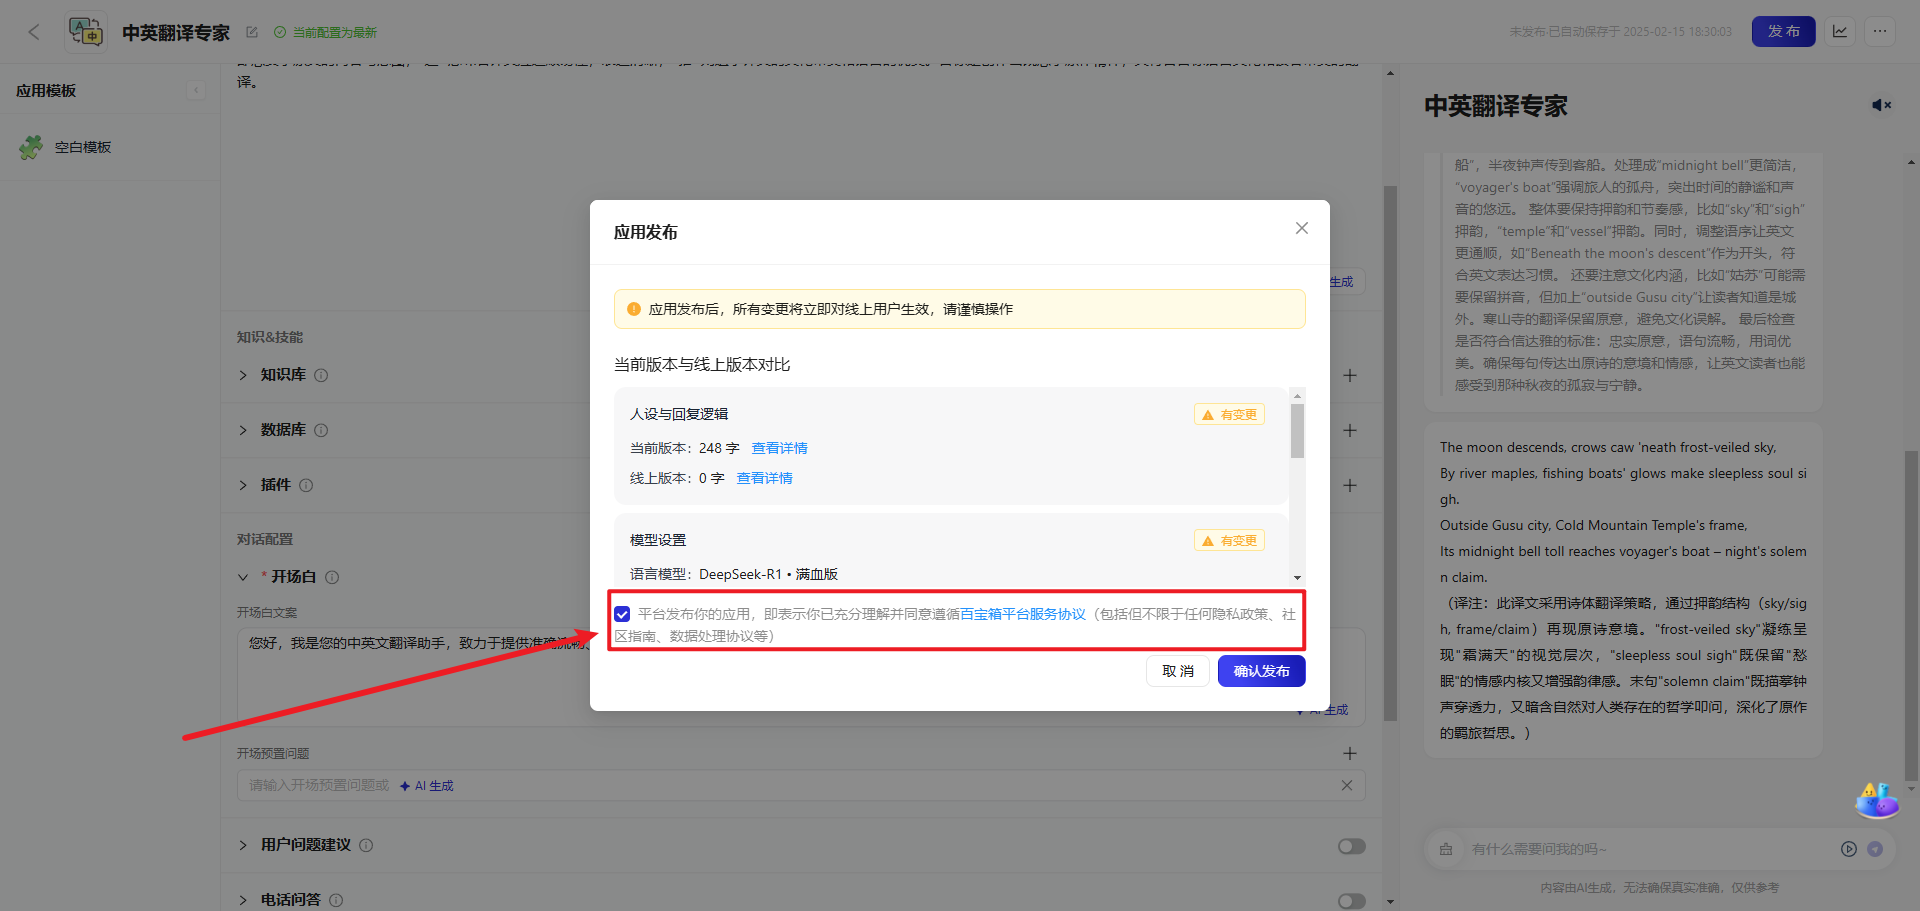 中英翻译专家
当前配置为最新
未发布·已自动保存于 2025-02-15 18:30:03
发 布
应用模板
空白模板
译。
生成
知识&技能
知识库
数据库
插件
对话配置
* 开场白
开场白文案
您好，我是您的中英文翻译助手，致力于提供准确流畅、
AI 生成
开场预置问题
请输入开场预置问题或 AI 生成
用户问题建议
电话问答
应用发布
应用发布后，所有变更将立即对线上用户生效，请谨慎操作
当前版本与线上版本对比
人设与回复逻辑
有变更
当前版本：248 字 查看详情
线上版本：0 字 查看详情
模型设置
有变更
语言模型：DeepSeek-R1 • 满血版
平台发布你的应用，即表示你已充分理解并同意遵循百宝箱平台服务协议（包括但不限于任何隐私政策、社
区指南、数据处理协议等）
取 消
确认发布
中英翻译专家
船”，半夜钟声传到客船。处理成“midnight bell”更简洁，
“voyager's boat”强调旅人的孤舟，突出时间的静谧和声
音的悠远。 整体要保持押韵和节奏感，比如“sky”和“sigh”
押韵，“temple”和“vessel”押韵。同时，调整语序让英文
更通顺，如“Beneath the moon's descent”作为开头，符
合英文表达习惯。 还要注意文化内涵，比如“姑苏”可能需
要保留拼音，但加上“outside Gusu city”让读者知道是城
外。寒山寺的翻译保留原意，避免文化误解。 最后检查
是否符合信达雅的标准：忠实原意，语句流畅，用词优
美。确保每句传达出原诗的意境和情感，让英文读者也能
感受到那种秋夜的孤寂与宁静。
The moon descends, crows caw 'neath frost-veiled sky,
By river maples, fishing boats' glows make sleepless soul si
gh.
Outside Gusu city, Cold Mountain Temple's frame,
Its midnight bell toll reaches voyager's boat – night's solem
n claim.
（译注：此译文采用诗体翻译策略，通过押韵结构（sky/sig
h, frame/claim）再现原诗意境。"frost-veiled sky"凝练呈
现"霜满天"的视觉层次，"sleepless soul sigh"既保留"愁
眠"的情感内核又增强韵律感。末句"solemn claim"既描摹钟
声穿透力，又暗含自然对人类存在的哲学叩问，深化了原作
的羁旅哲思。）
有什么需要问我的吗~
内容由AI生成，无法确保真实准确，仅供参考